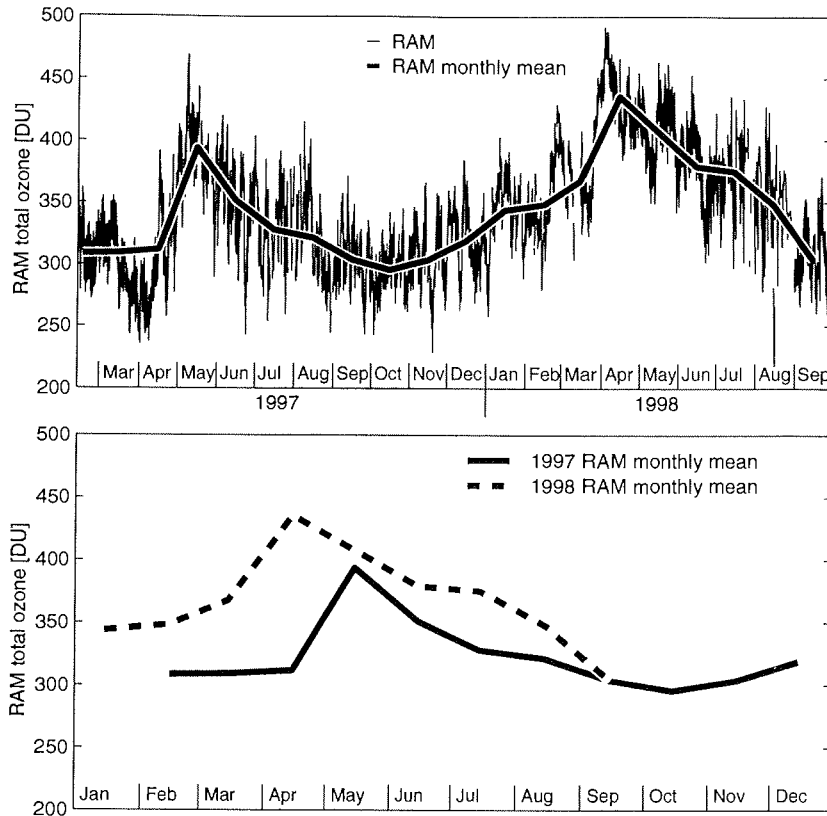 500
450
400
350
300
250
200
RAM total ozone [DU]
RAM
RAM monthly mean
Mar Apr May Jun Jul Aug Sep Oct Nov Dec Jan Feb Mar Apr May Jun Jul Aug Sep
1997 1998
500
450
400
350
300
250
200
RAM total ozone [DU]
1997 RAM monthly mean
1998 RAM monthly mean
Jan Feb Mar Apr May Jun Jul Aug Sep Oct Nov Dec